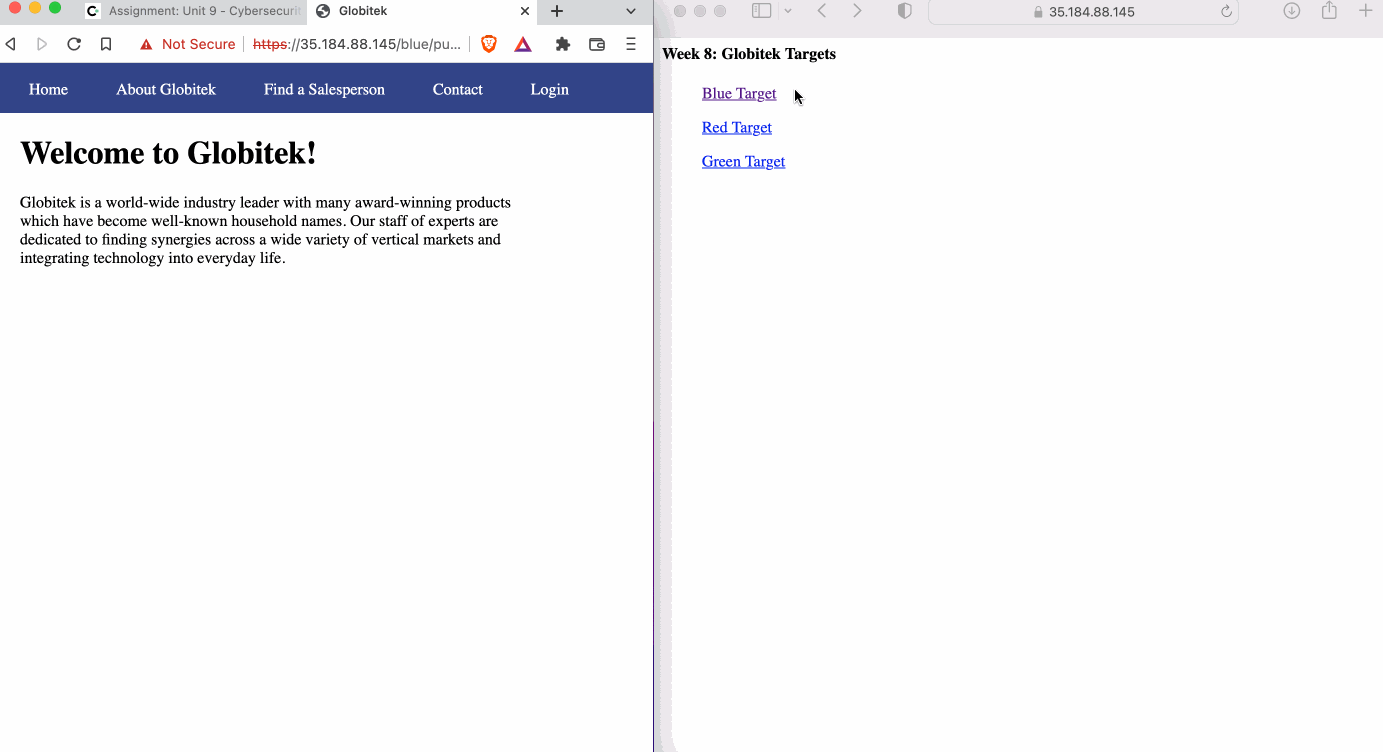 Assignment: Unit 9 - Cybersecurit
Globitek
Not Secure
https://35.184.88.145/blue/pu...
Home
About Globitek
Find a Salesperson
Contact
Login
Welcome to Globitek!
Globitek is a world-wide industry leader with many award-winning products
which have become well-known household names. Our staff of experts are
dedicated to finding synergies across a wide variety of vertical markets and
integrating technology into everyday life.
35.184.88.145
Week 8: Globitek Targets
Blue Target
Red Target
Green Target